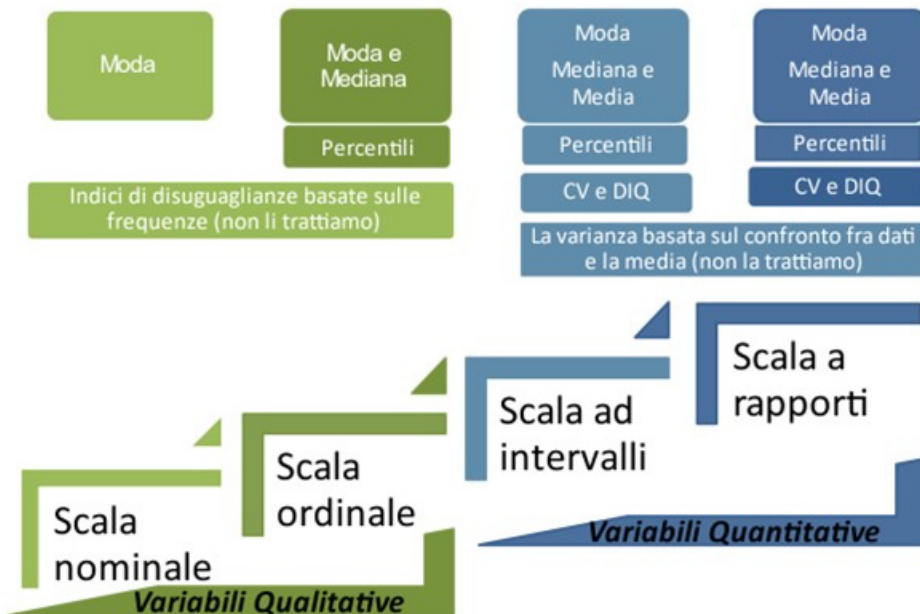 Moda
Moda e
Mediana
Percentili
Indici di disuguaglianze basate sulle
frequenze (non li trattiamo)
Moda
Mediana e
Media
Percentili
CV e DIQ
Moda
Mediana e
Media
Percentili
CV e DIQ
La varianza basata sul confronto fra dati
e la media (non la trattiamo)
Scala
nominale
Scala
ordinale
Scala ad
intervalli
Scala a
rapporti
Variabili Qualitative
Variabili Quantitative